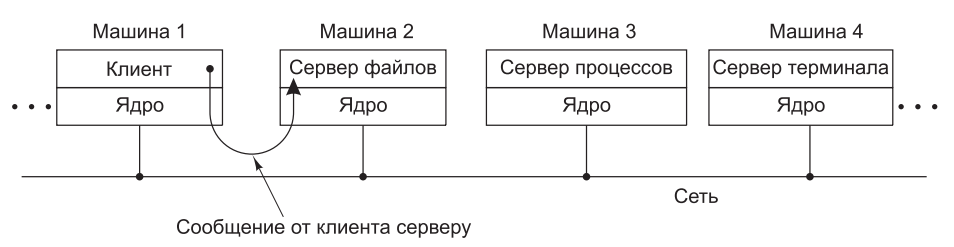 Машина 1
Машина 2
Машина 3
Машина 4
Клиент
Сервер файлов
Сервер процессов
Сервер терминала
Ядро
Ядро
Ядро
Ядро
Сеть
Сообщение от клиента серверу